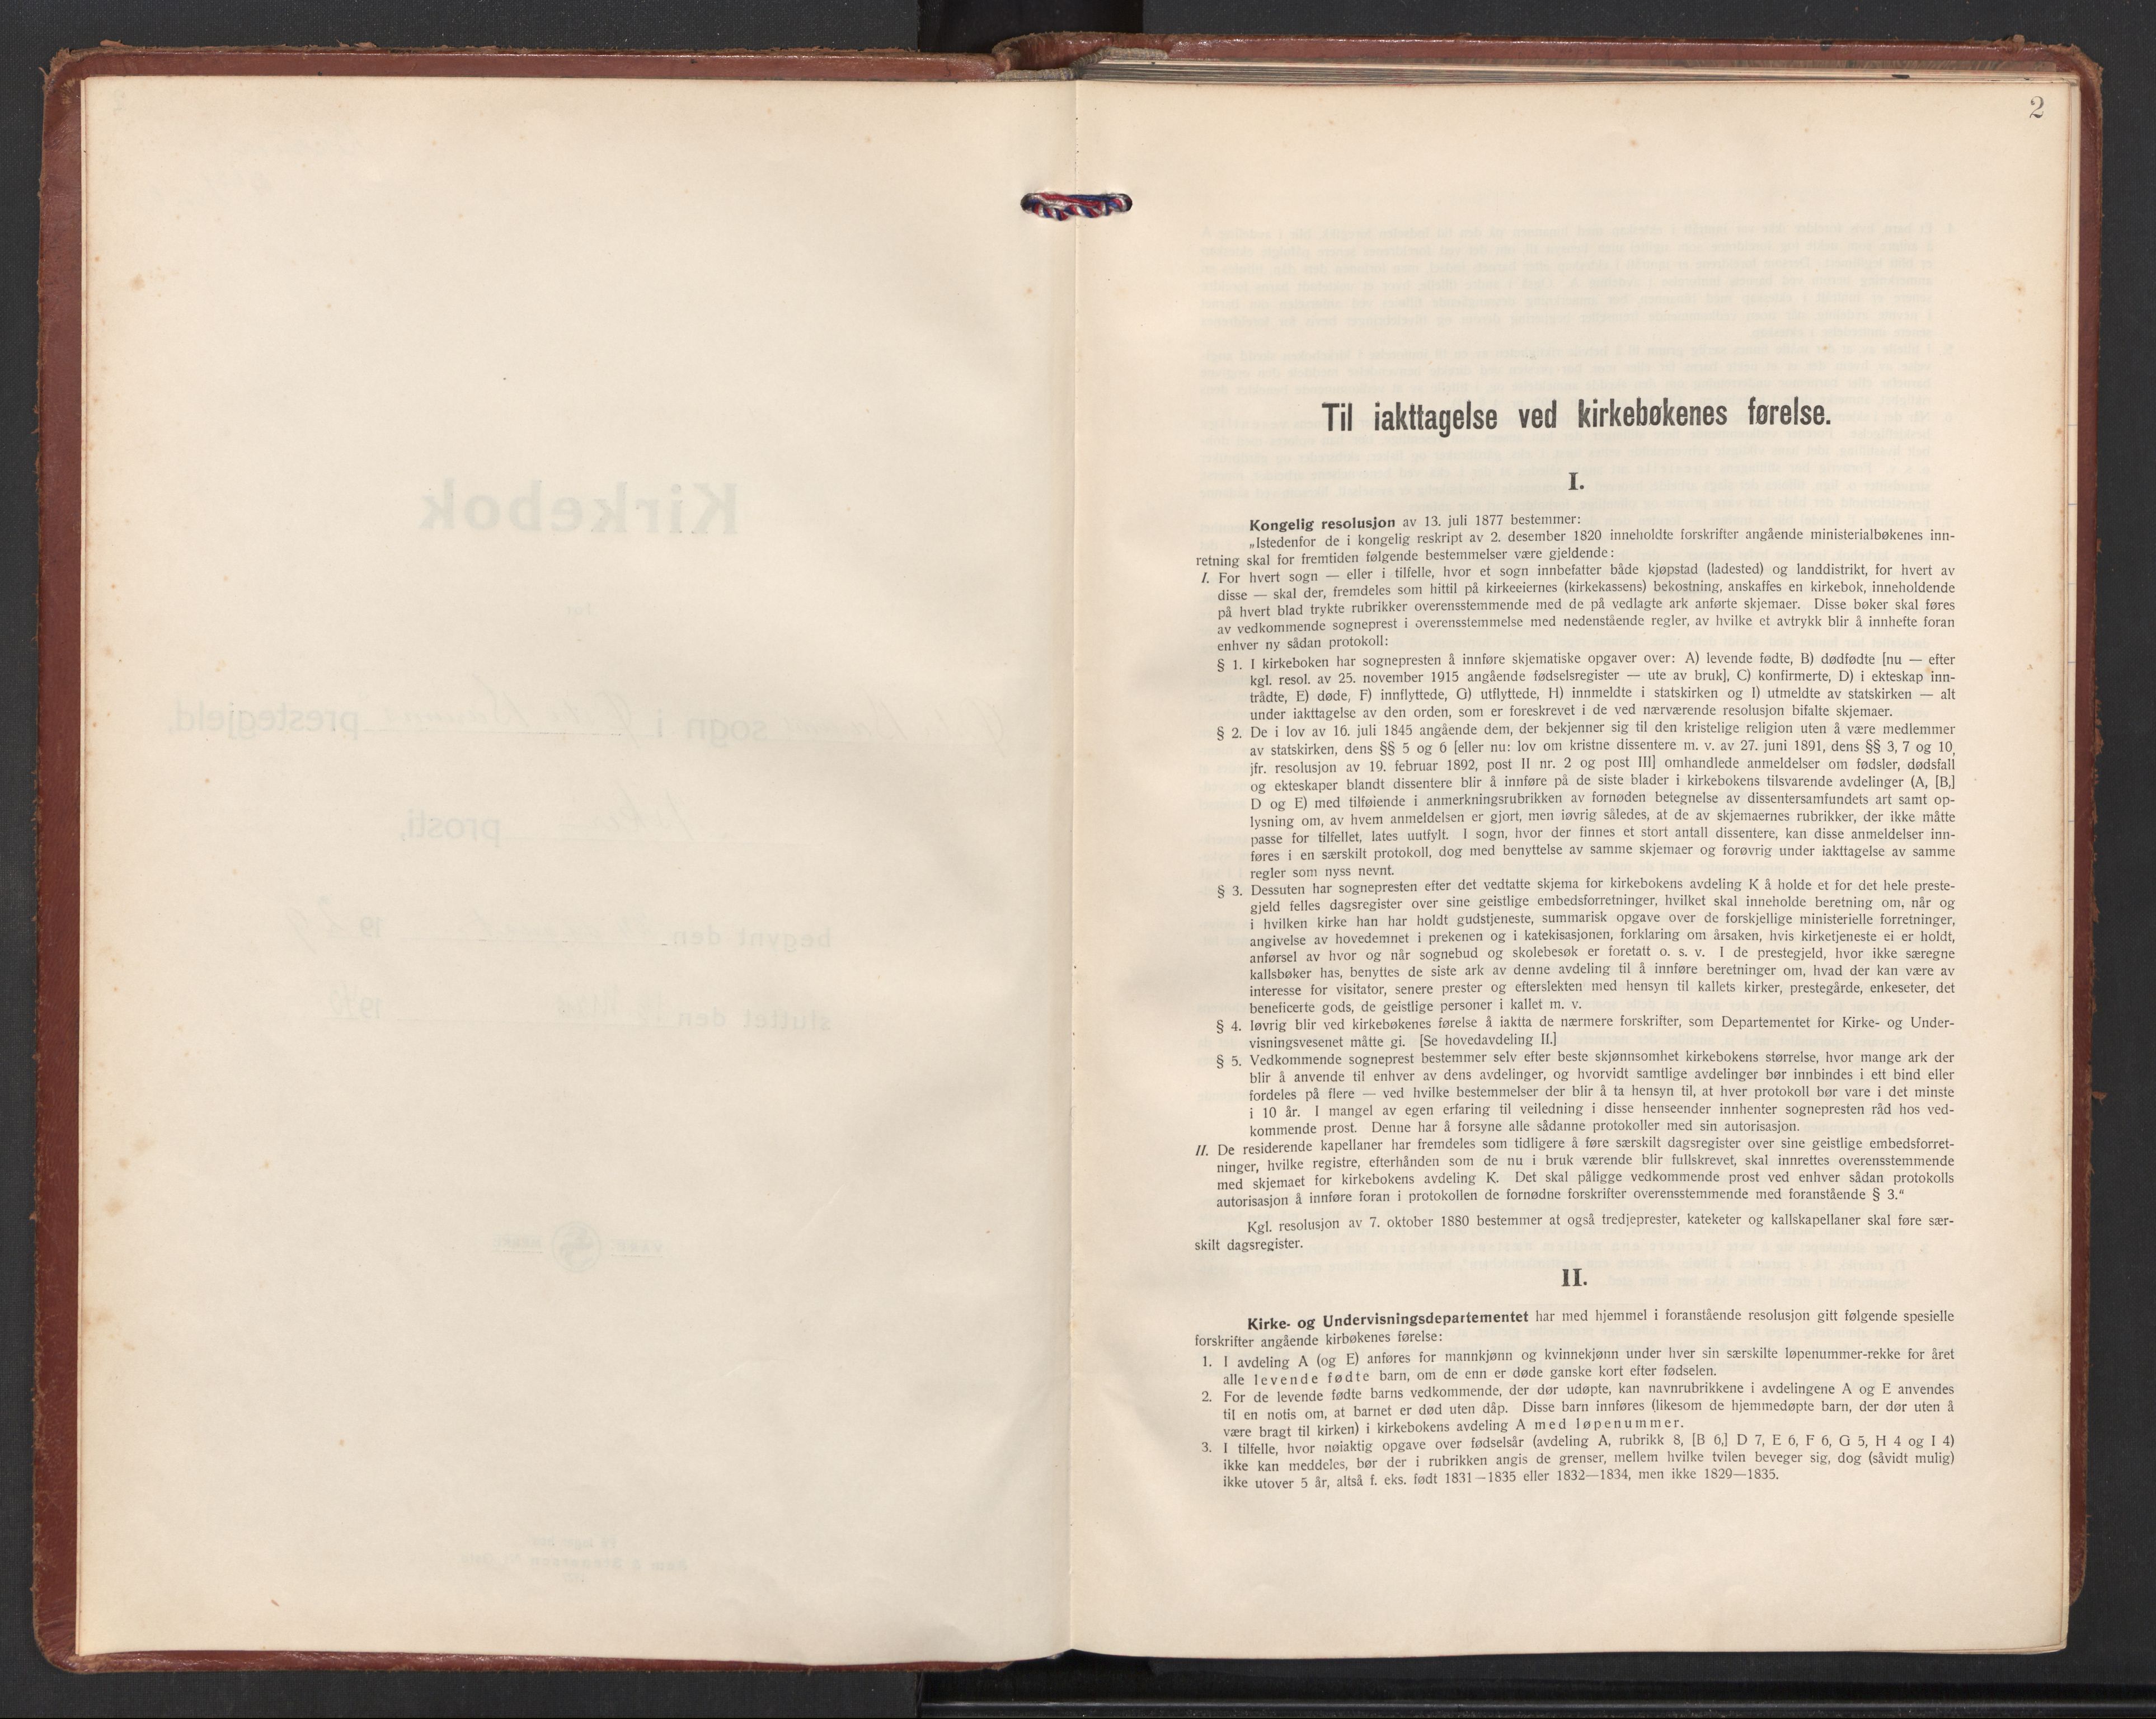 2
Til iakttagelse ved kirkebøkenes førelse.
I.
Kongelig resolusjon av 13. juli 1877 bestemmer:
„Istedenfor de i kongelig reskript av 2. desember 1820 inneholdte forskrifter angående ministerialbøkenes inn-
retning skal for fremtiden følgende bestemmelser være gjeldende:
I. For hvert sogn — eller i tilfelle, hvor et sogn innbefatter både kjøpstad (ladested) og landdistrikt, for hvert av
disse — skal der, fremdeles som hittil på kirkeeiernes (kirkekassens) bekostning, anskaffes en kirkebok, inneholdende
på hvert blad trykte rubrikker overensstemmende med de på vedlagte ark anførte skjemaer. Disse bøker skal føres
av vedkommende sogneprest i overensstemmelse med nedenstående regler, av hvilke et avtrykk blir å innhefte foran
enhver ny sådan protokoll:
§ 1. I kirkeboken har sognepresten å innføre skjematiske opgaver over: A) levende fødte, B) dødfødte [nu — efter
kgl. resol. av 25. november 1915 angående fødselsregister — ute av bruk], C) konfirmerte, D) i ekteskap inn-
trådte, E) døde, F) innflyttede, G) utflyttede, H) innmeldte i statskirken og I) utmeldte av statskirken — alt
under iakttagelse av den orden, som er foreskrevet i de ved nærværende resolusjon bifalte skjemaer.
§ 2. De i lov av 16. juli 1845 angående dem, der bekjenner sig til den kristelige religion uten å være medlemmer
av statskirken, dens §§ 5 og 6 [eller nu: lov om kristne dissentere m. v. av 27. juni 1891, dens §§ 3, 7 og 10,
jfr. resolusjon av 19. februar 1892, post II nr. 2 og post III] omhandlede anmeldelser om fødsler, dødsfall
og ekteskaper blandt dissentere blir å innføre på de siste blader i kirkebokens tilsvarende avdelinger (A, [B,]
D og E) med tilføiende i anmerkningsrubrikken av fornøden betegnelse av dissentersamfundets art samt op-
lysning om, av hvem anmeldelsen er gjort, men iøvrig således, at de av skjemaernes rubrikker, der ikke måtte
passe for tilfellet, lates uutfylt. I sogn, hvor der finnes et stort antall dissentere, kan disse anmeldelser inn-
føres i en særskilt protokoll, dog med benyttelse av samme skjemaer og forøvrig under iakttagelse av samme
regler som nyss nevnt.
§ 3. Dessuten har sognepresten efter det vedtatte skjema for kirkebokens avdeling K å holde et for det hele preste-
gjeld felles dagsregister over sine geistlige embedsforretninger, hvilket skal inneholde beretning om, når og
i hvilken kirke han har holdt gudstjeneste, summarisk opgave over de forskjellige ministerielle forretninger,
angivelse av hovedemnet i prekenen og i katekisasjonen, forklaring om årsaken, hvis kirketjeneste ei er holdt,
anførsel av hvor og når sognebud og skolebesøk er foretatt o. s. v. I de prestegjeld, hvor ikke særegne
kallsbøker has, benyttes de siste ark av denne avdeling til å innføre beretninger om, hvad der kan være av
interesse for visitator, senere prester og efterslekten med hensyn til kallets kirker, prestegårde, enkeseter, det
beneficerte gods, de geistlige personer i kallet m. v.
§ 4. Iøvrig blir ved kirkebøkenes førelse å iaktta de nærmere forskrifter, som Departementet for Kirke- og Under-
visningsvesenet måtte gi. [Se hovedavdeling II.]
§ 5. Vedkommende sogneprest bestemmer selv efter beste skjønnsomhet kirkebokens størrelse, hvor mange ark der
blir å anvende til enhver av dens avdelinger, og hvorvidt samtlige avdelinger bør innbindes i ett bind eller
fordeles på flere — ved hvilke bestemmelser der blir å ta hensyn til, at hver protokoll bør vare i det minste
i 10 år. I mangel av egen erfaring til veiledning i disse henseender innhenter sognepresten råd hos ved-
kommende prost. Denne har å forsyne alle sådanne protokoller med sin autorisasjon.
II. De residerende kapellaner har fremdeles som tidligere å føre særskilt dagsregister over sine geistlige embedsforret-
ninger, hvilke registre, efterhånden som de nu i bruk værende blir fullskrevet, skal innrettes overensstemmende
med skjemaet for kirkebokens avdeling K. Det skal påligge vedkommende prost ved enhver sådan protokolls
autorisasjon å innføre foran i protokollen de fornødne forskrifter overensstemmende med foranstående § 3.“
Kgl. resolusjon av 7. oktober 1880 bestemmer at også tredjeprester, kateketer og kallskapellaner skal føre sær-
skilt dagsregister.
II.
Kirke- og Undervisningsdepartementet har med hjemmel i foranstående resolusjon gitt følgende spesielle
forskrifter angående kirbøkenes førelse:
1. I avdeling A (og E) anføres for mannkjønn og kvinnekjønn under hver sin særskilte løpenummer-rekke for året
alle levende fødte barn, om de enn er døde ganske kort efter fødselen.
2. For de levende fødte barns vedkommende, der dør udøpte, kan navnrubrikkene i avdelingene A og E anvendes
til en notis om, at barnet er død uten dåp. Disse barn innføres (likesom de hjemmedøpte barn, der dør uten å
være bragt til kirken) i kirkebokens avdeling A med løpenummer.
3. I tilfelle, hvor nøiaktig opgave over fødselsår (avdeling A, rubrikk 8, [B 6,] D 7, E 6, F 6, G 5, H 4 og I 4)
ikke kan meddeles, bør der i rubrikken angis de grenser, mellem hvilke tvilen beveger sig, dog (såvidt mulig)
ikke utover 5 år, altså f. eks. født 1831—1835 eller 1832—1834, men ikke 1829—1835.